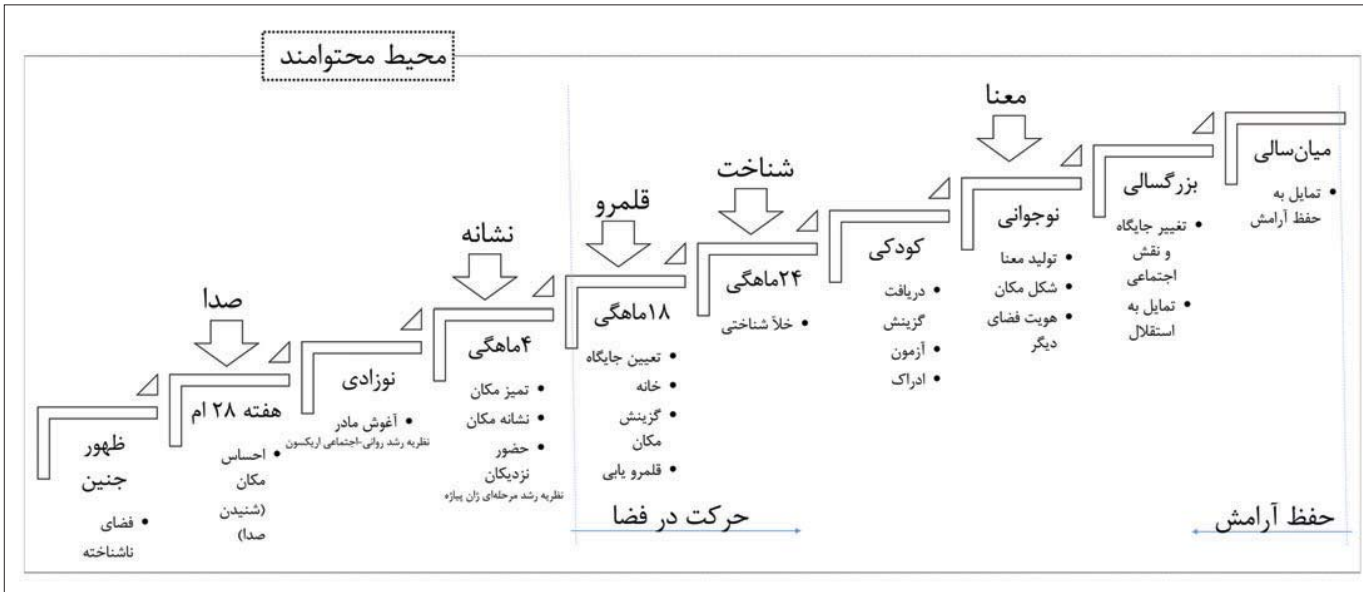 محیط محتوامند
ظهور
جنین
• فضای
ناشناخته
صدا
هفته ۲۸ ام
• احساس
مکان
(شنیدن
صدا)
نوزادی
• آغوش مادر
نظریه رشد روانی-اجتماعی اریکسون
نشانه
۴ماهگی
• تمیز مکان
• نشانه مکان
• حضور
نزدیکان
نظریه رشد مرحله‌ای ژان پیاژه
قلمرو
۱۸ماهگی
• تعیین جایگاه
• خانه
• گزینش
مکان
• قلمرو یابی
شناخت
۲۴ماهگی
• خلأ شناختی
حرکت در فضا
کودکی
• دریافت
گزینش
• آزمون
• ادراک
معنا
نوجوانی
• تولید معنا
• شکل مکان
• هویت فضای
دیگر
بزرگسالی
• تغییر جایگاه
و نقش
اجتماعی
• تمایل به
استقلال
میان‌سالی
• تمایل به
حفظ آرامش
حفظ آرامش